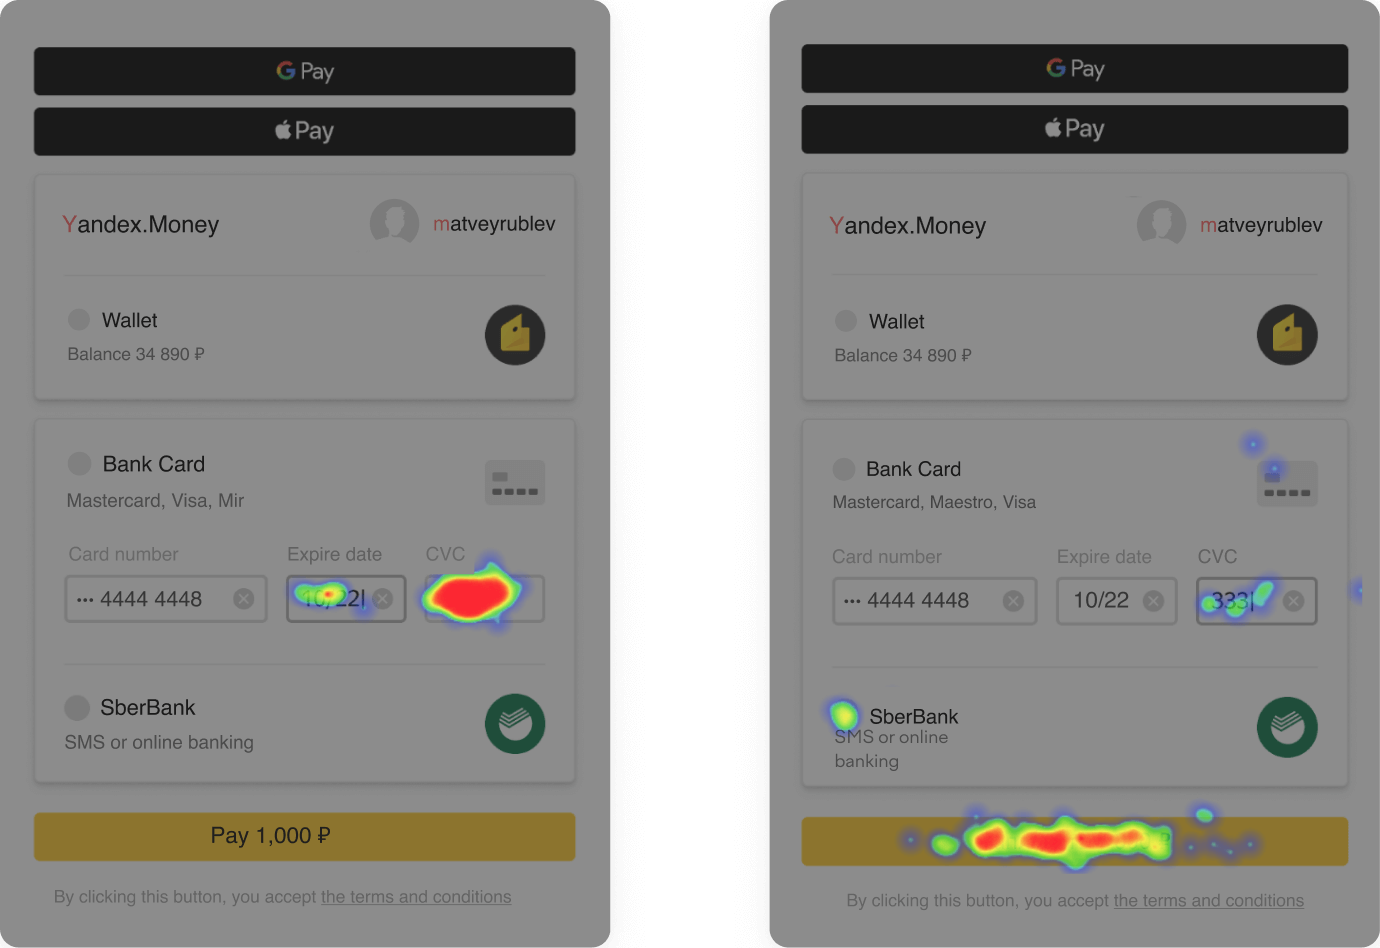 G Pay
Pay
Yandex.Money
matveyrublev
Wallet
Balance 34 890 ₽
Bank Card
Mastercard, Visa, Mir
Card number
Expire date
CVC
••• 4444 4448
10/22
SberBank
SMS or online banking
Pay 1,000 ₽
By clicking this button, you accept the terms and conditions
G Pay
Pay
Yandex.Money
matveyrublev
Wallet
Balance 34 890 ₽
Bank Card
Mastercard, Maestro, Visa
Card number
Expire date
CVC
••• 4444 4448
10/22
333
SberBank
SMS or online
banking
By clicking this button, you accept the terms and conditions